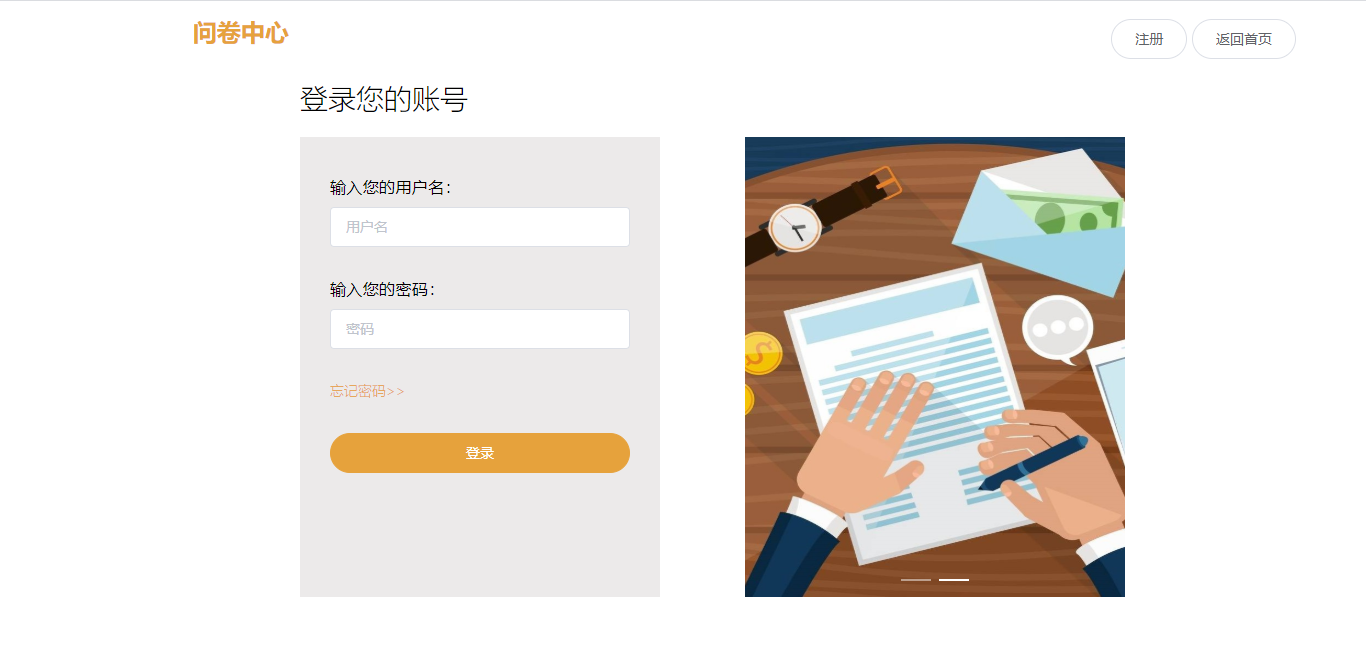 问卷中心
注册
返回首页
登录您的账号
输入您的用户名：
用户名
输入您的密码：
密码
忘记密码>>
登录